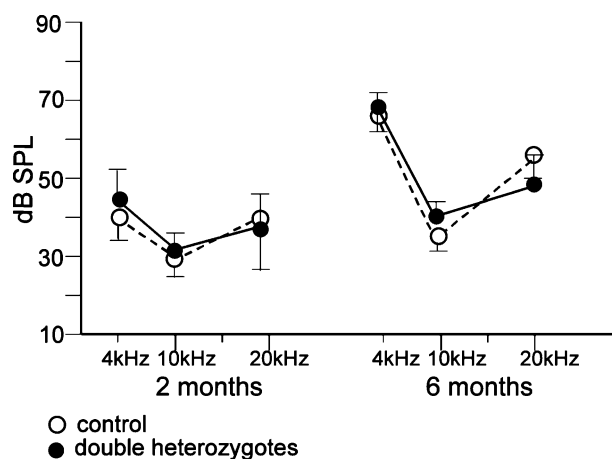 90
70
50
30
10
dB SPL
4kHz 10kHz 20kHz 4kHz 10kHz 20kHz
2 months 6 months
control
double heterozygotes